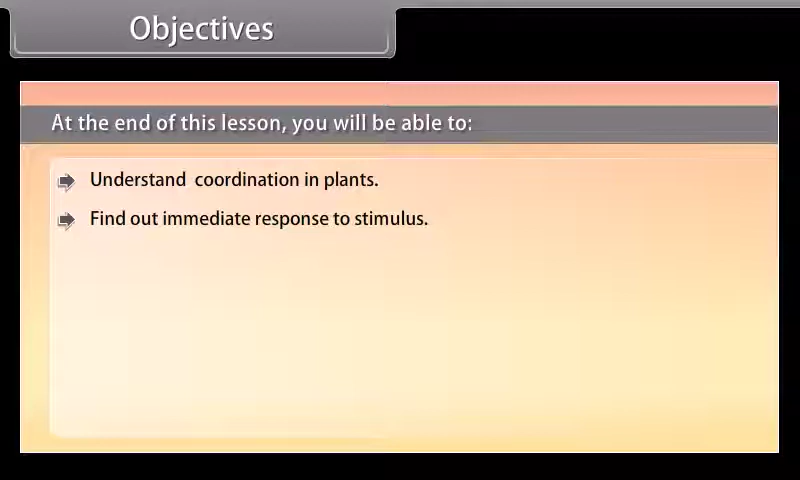 Objectives
At the end of this lesson, you will be able to:
Understand coordination in plants.
Find out immediate response to stimulus.